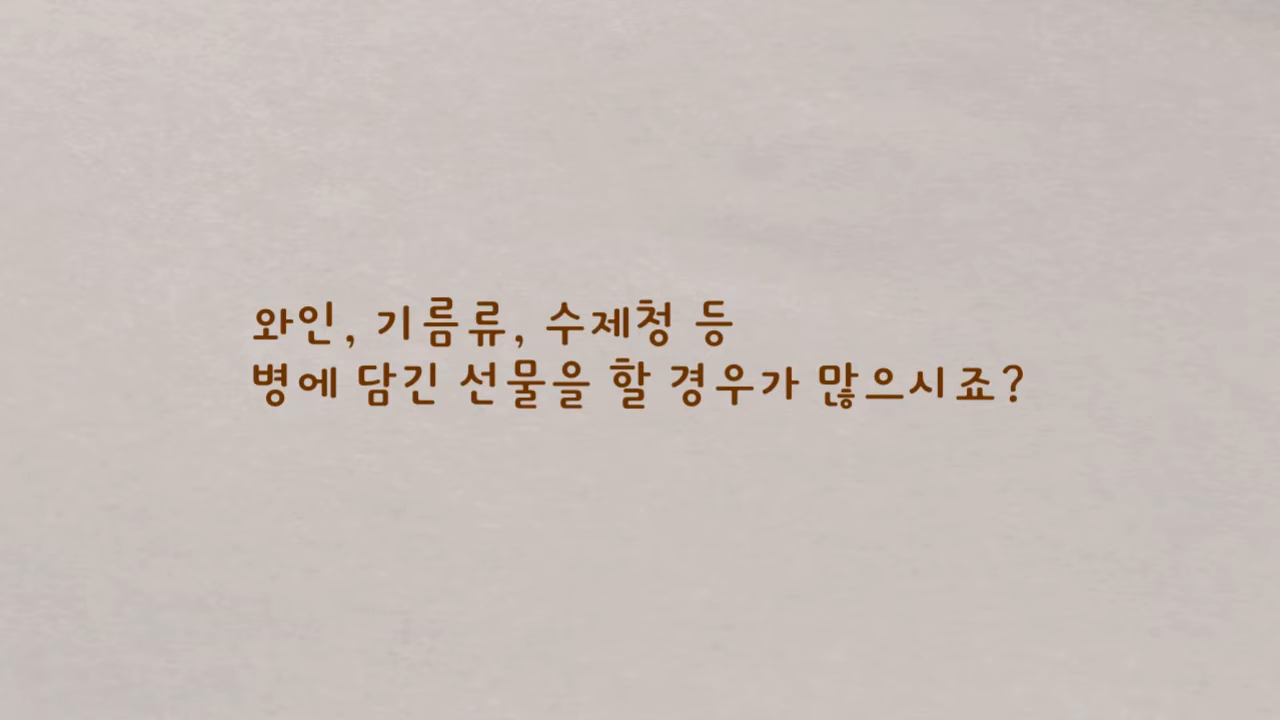 와인, 기름류, 수제청 등
병에 담긴 선물을 할 경우가 많으시죠?